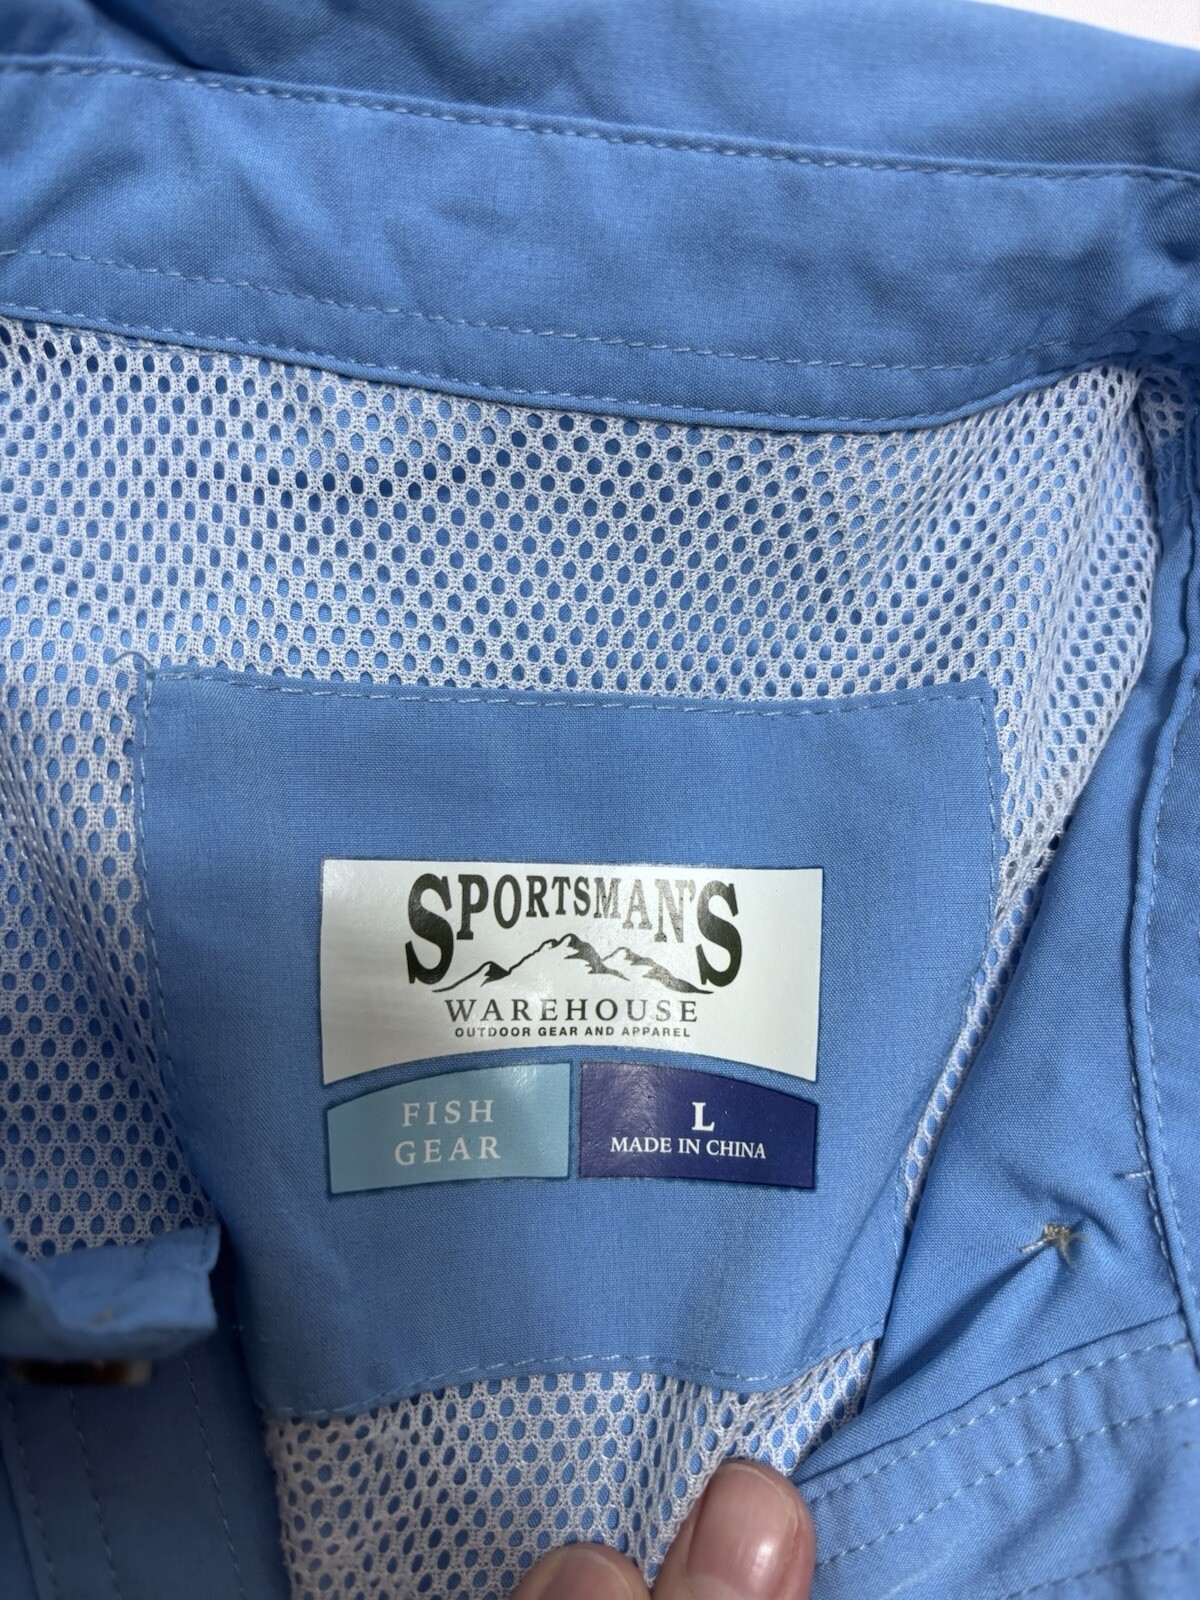 SPORTSMAN'S
WAREHOUSE
OUTDOOR GEAR AND APPAREL
FISH
GEAR
L
MADE IN CHINA